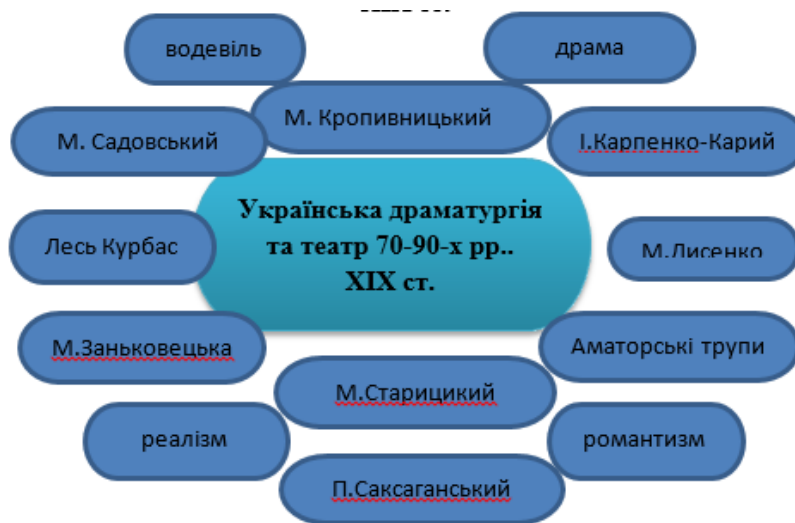 водевіль
драма
М. Кропивницький
М. Садовський
І.Карпенко-Карий
Українська драматургія
та театр 70-90-х рр..
ХІХ ст.
Лесь Курбас
М.Лисенко
М.Заньковецька
Аматорські трупи
М.Старицикий
реалізм
романтизм
П.Саксаганський